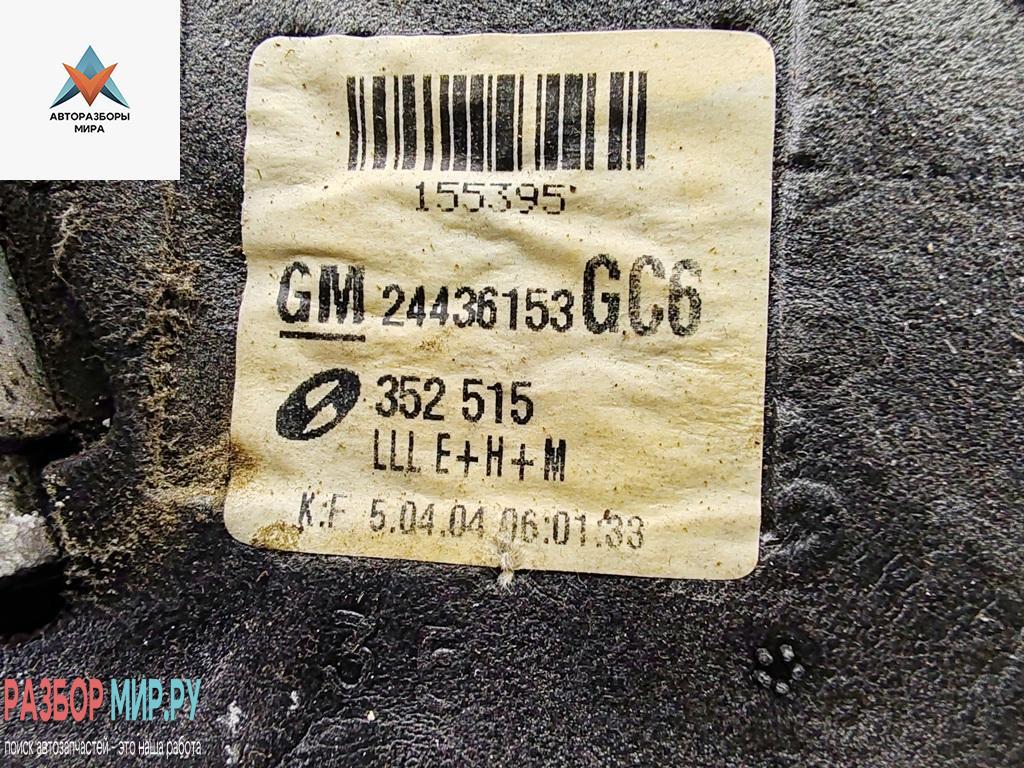 АВТОРАЗБОРЫ
МИРА
155395
GM 24436153 GC6
352 515
LLL E+H+M
K:F 5.04.04 06:01:33
РАЗБОР МИР.РУ
поиск автозапчастей - это наша работа